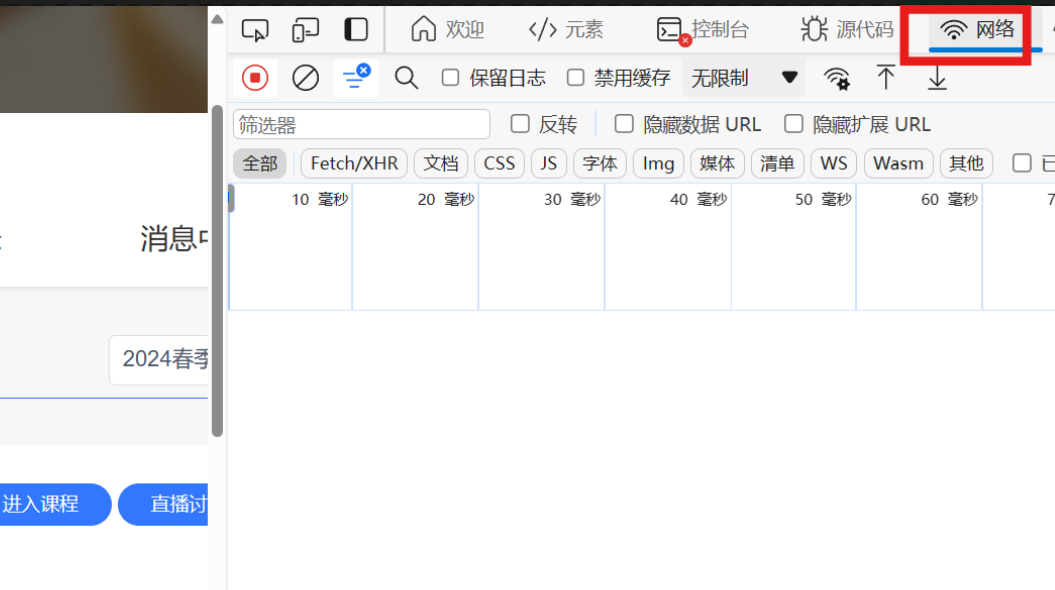 欢迎 </> 元素 控制台 源代码 网络
保留日志 禁用缓存 无限制
筛选器 反转 隐藏数据 URL 隐藏扩展 URL
全部 Fetch/XHR 文档 CSS JS 字体 Img 媒体 清单 WS Wasm 其他
10 毫秒 20 毫秒 30 毫秒 40 毫秒 50 毫秒 60 毫秒 7
消息
2024春季
进入课程 直播讨